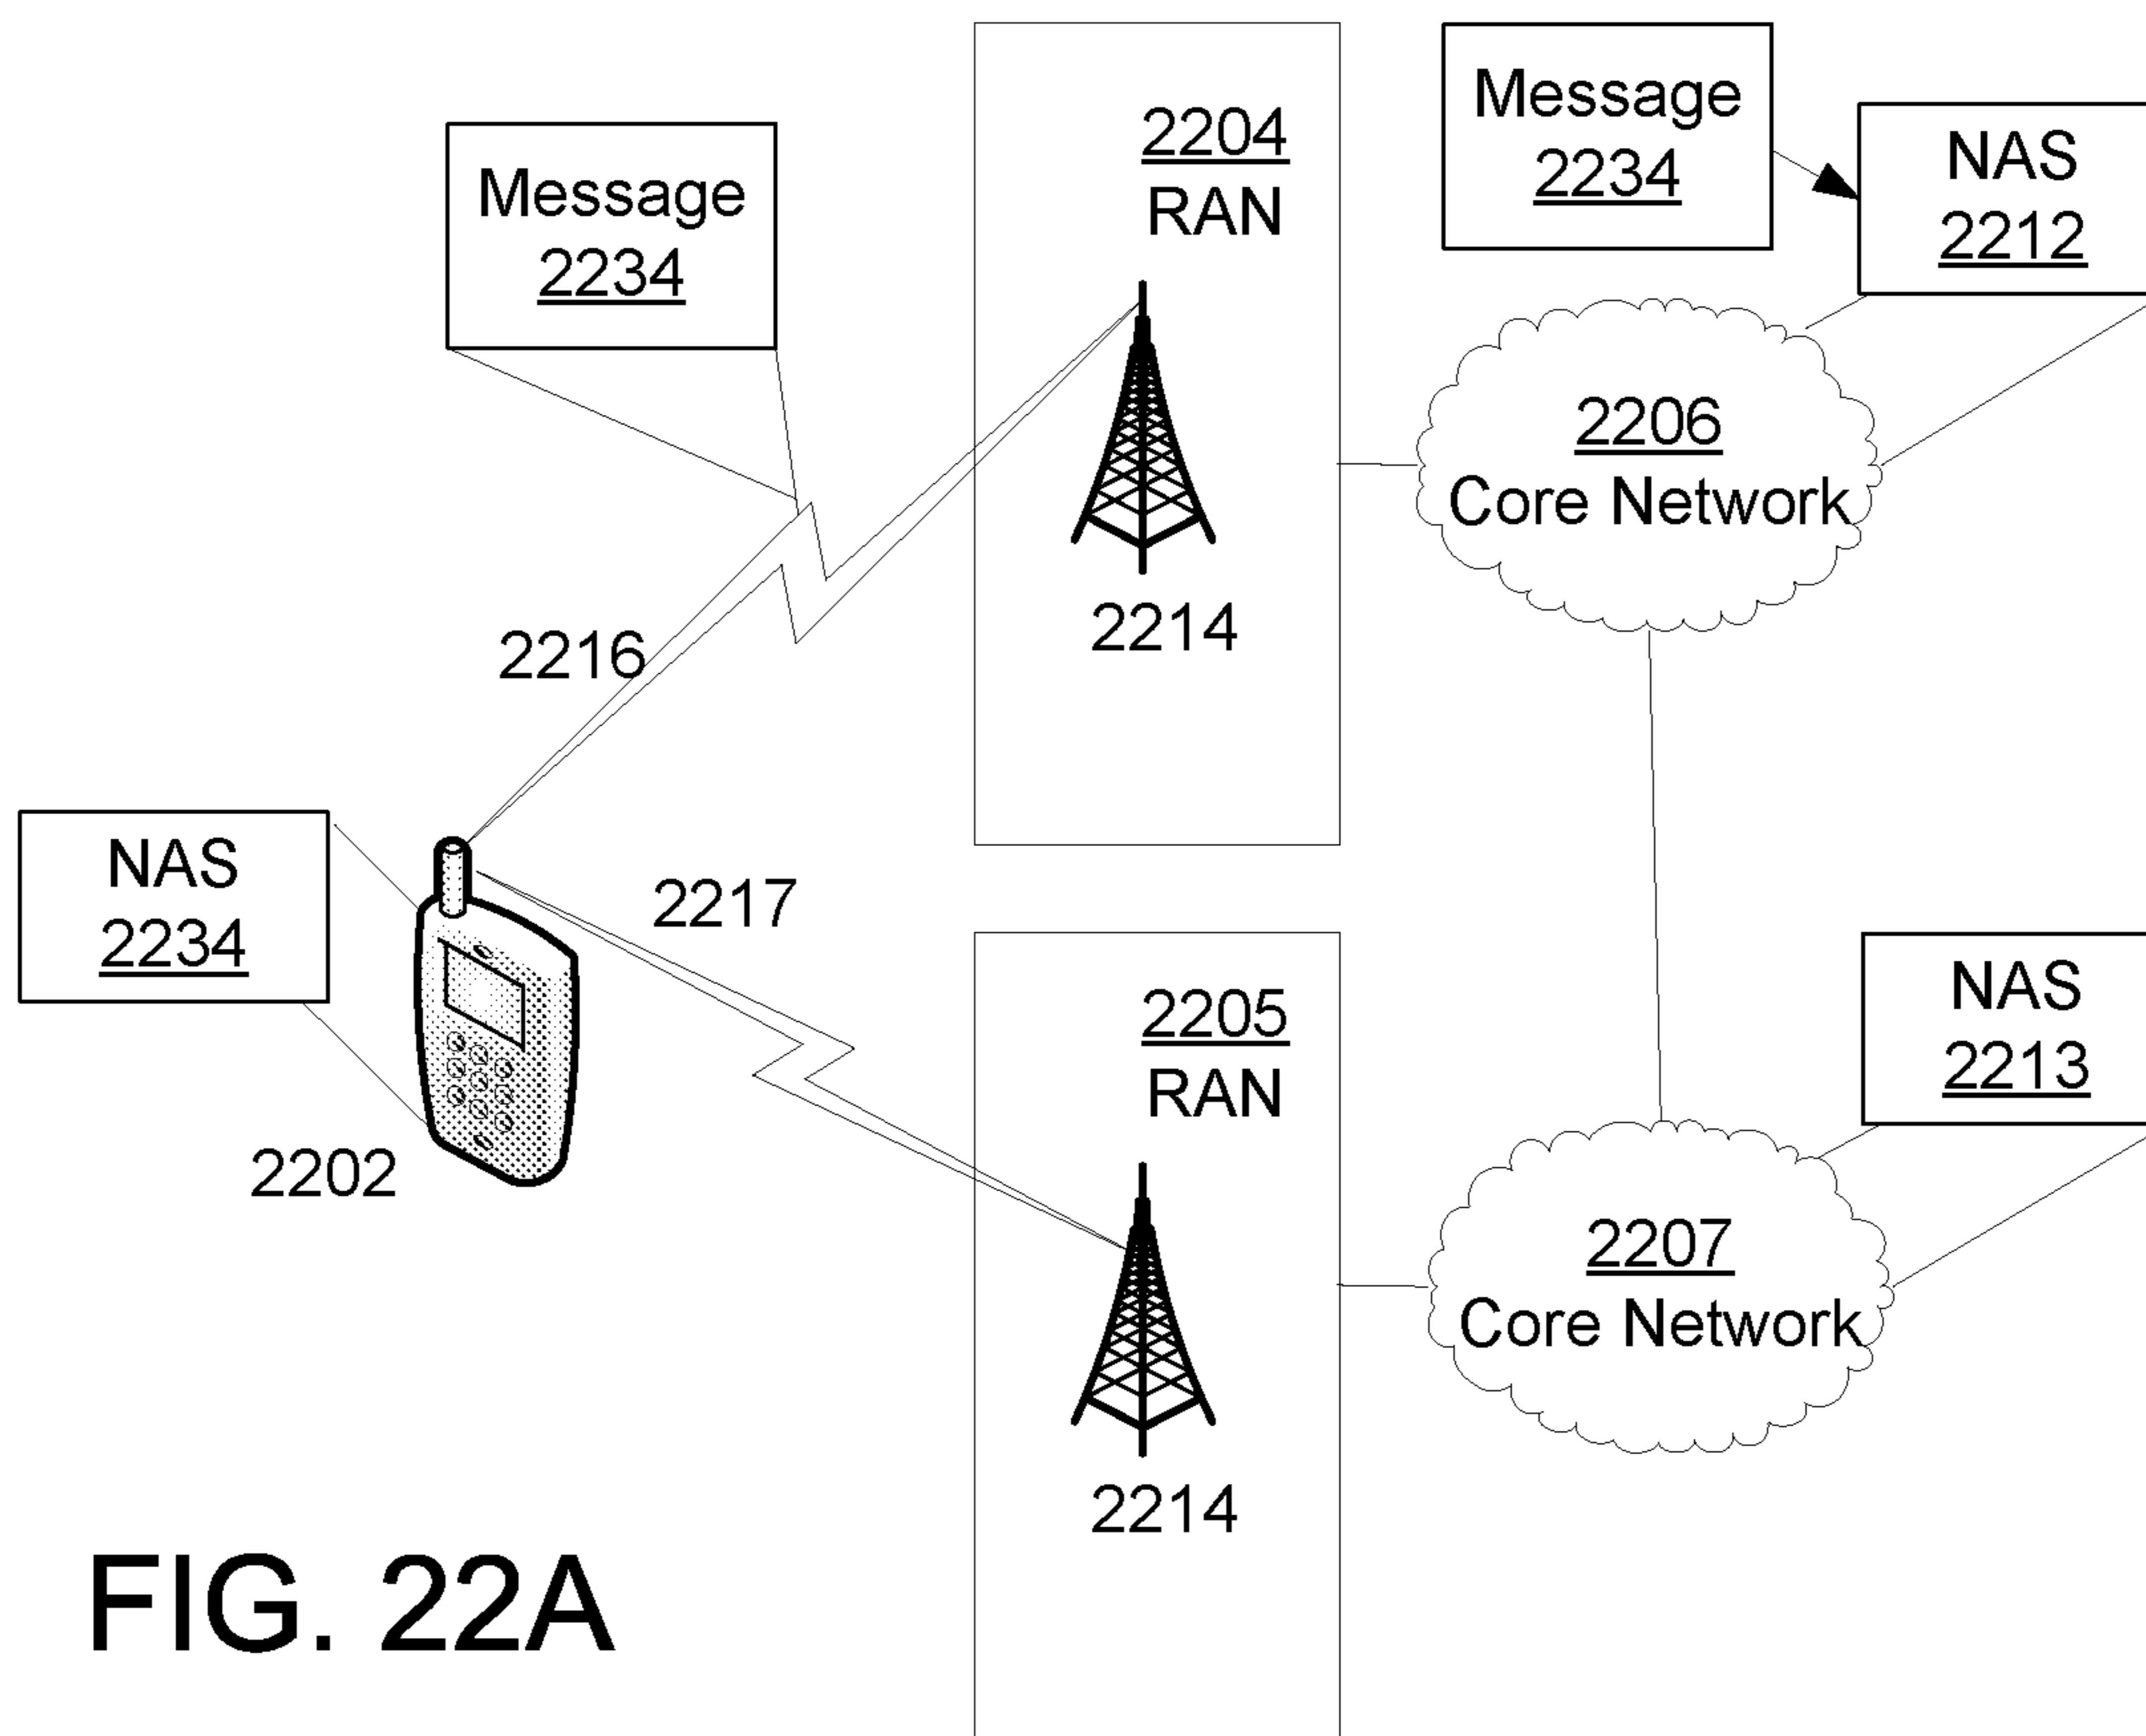 Message
2234
2204
RAN
Message
2234
NAS
2212
2206
Core Network
2214
2216
NAS
2234
2217
2202
2205
RAN
NAS
2213
2207
Core Network
2214
FIG. 22A